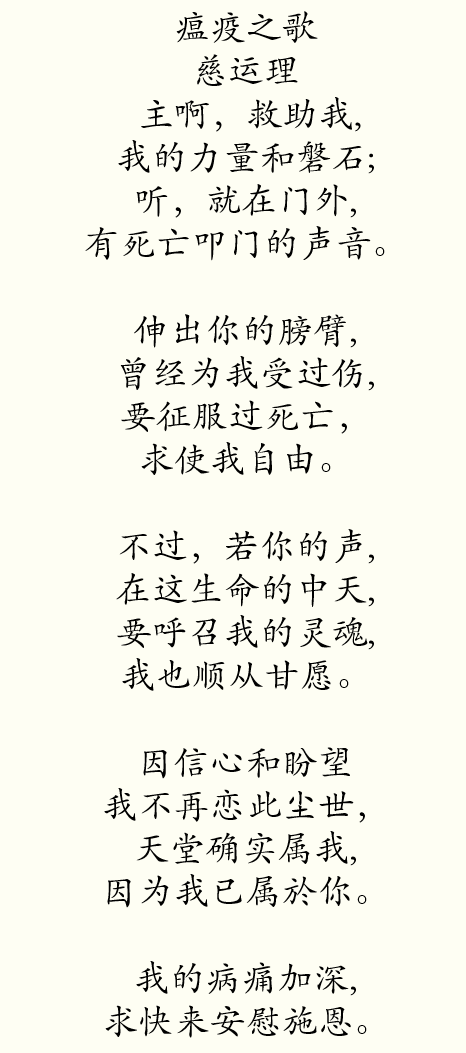 瘟疫之歌
慈运理
主啊，救助我，
我的力量和磐石；
听，就在门外，
有死亡叩门的声音。
伸出你的膀臂，
曾经为我受过伤，
要征服过死亡，
求使我自由。
不过，若你的声，
在这生命的中天，
要呼召我的灵魂，
我也顺从甘愿。
因信心和盼望
我不再恋此尘世，
天堂确实属我，
因为我已属於你。
我的病痛加深，
求快来安慰施恩。